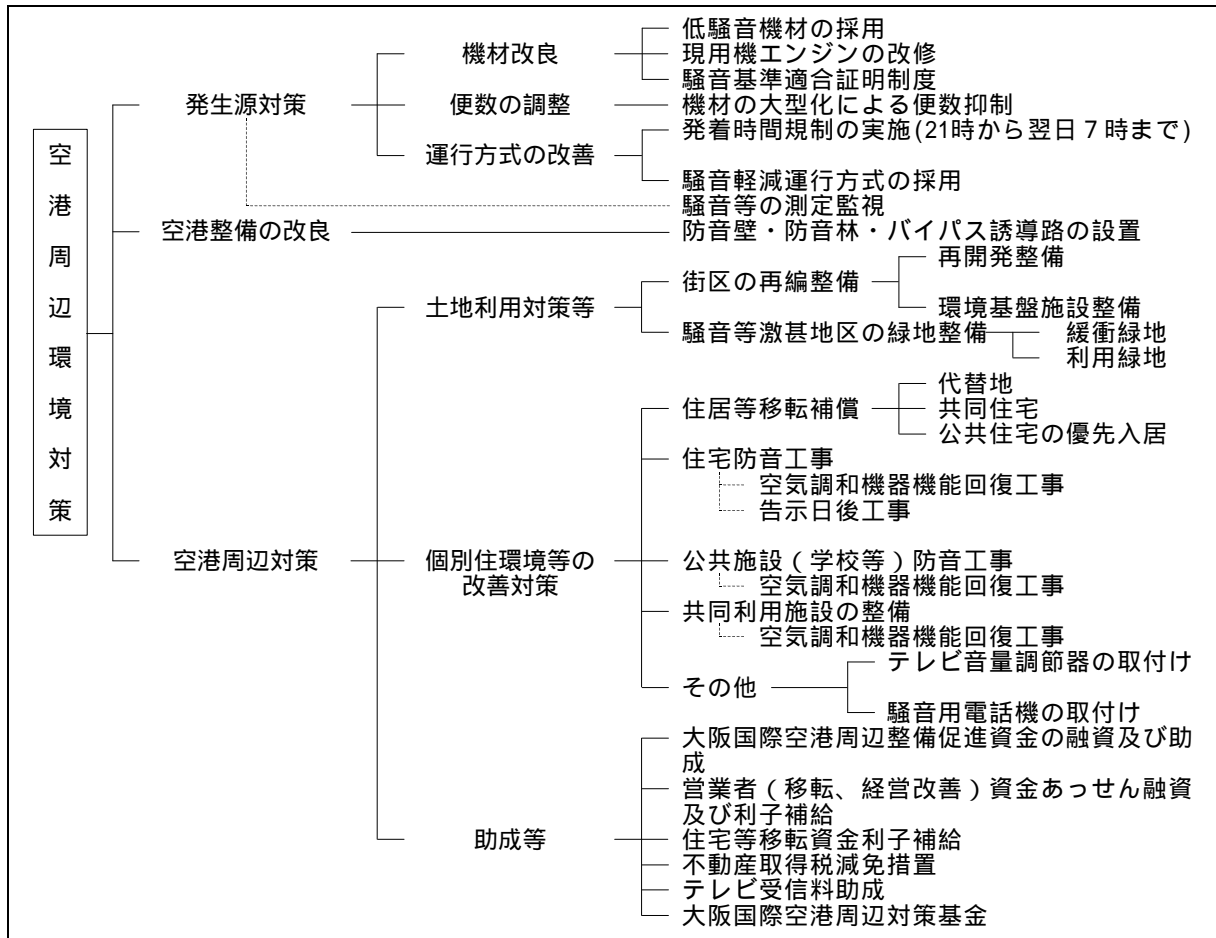 空港周辺環境対策
発生源対策
機材改良
低騒音機材の採用
現用機エンジンの改修
騒音基準適合証明制度
便数の調整
機材の大型化による便数抑制
運行方式の改善
発着時間規制の実施(21時から翌日7時まで)
騒音軽減運行方式の採用
騒音等の測定監視
空港整備の改良
防音壁・防音林・バイパス誘導路の設置
空港周辺対策
土地利用対策等
街区の再編整備
再開発整備
環境基盤施設整備
騒音等激甚地区の緑地整備
緩衝緑地
利用緑地
個別住環境等の
改善対策
住居等移転補償
代替地
共同住宅
公共住宅の優先入居
住宅防音工事
空気調和機器機能回復工事
告示日後工事
公共施設(学校等)防音工事
空気調和機器機能回復工事
共同利用施設の整備
空気調和機器機能回復工事
その他
テレビ音量調節器の取付け
騒音用電話機の取付け
助成等
大阪国際空港周辺整備促進資金の融資及び助
成
営業者(移転、経営改善)資金あっせん融資
及び利子補給
住宅等移転資金利子補給
不動産取得税減免措置
テレビ受信料助成
大阪国際空港周辺対策基金